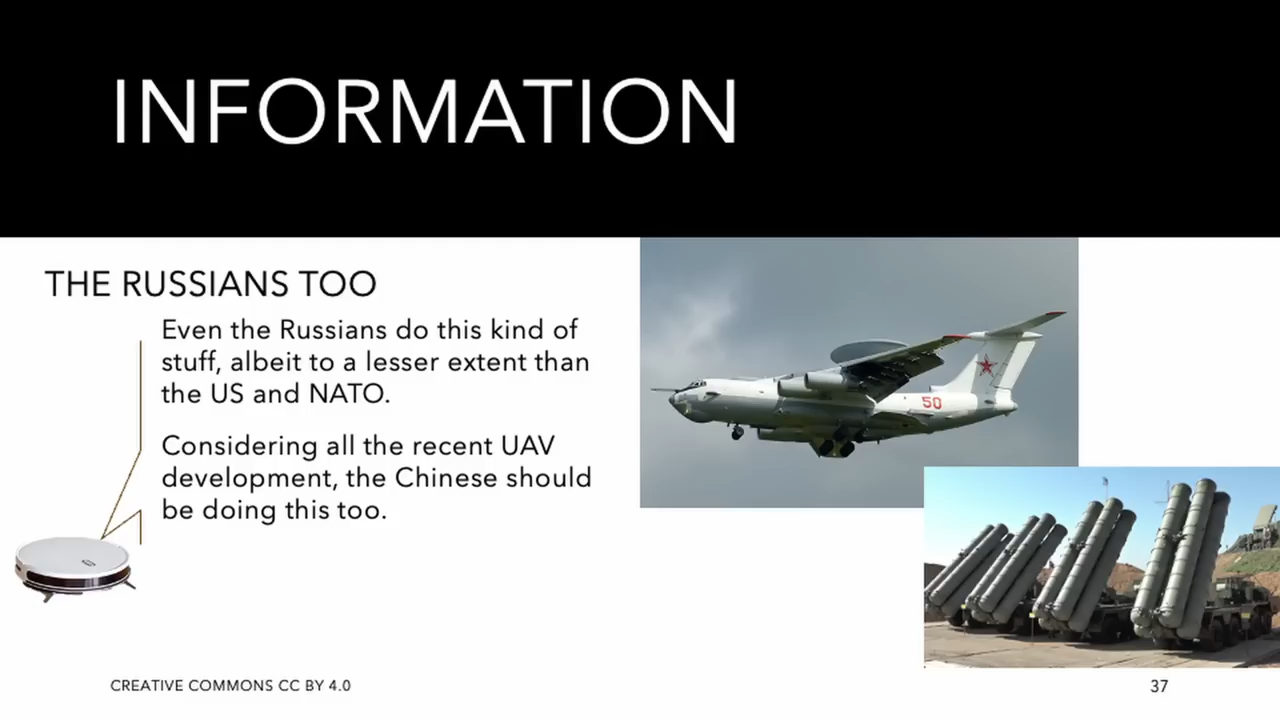 INFORMATION
THE RUSSIANS TOO
Even the Russians do this kind of
stuff, albeit to a lesser extent than
the US and NATO.
Considering all the recent UAV
development, the Chinese should
be doing this too.
50
CREATIVE COMMONS CC BY 4.0
37